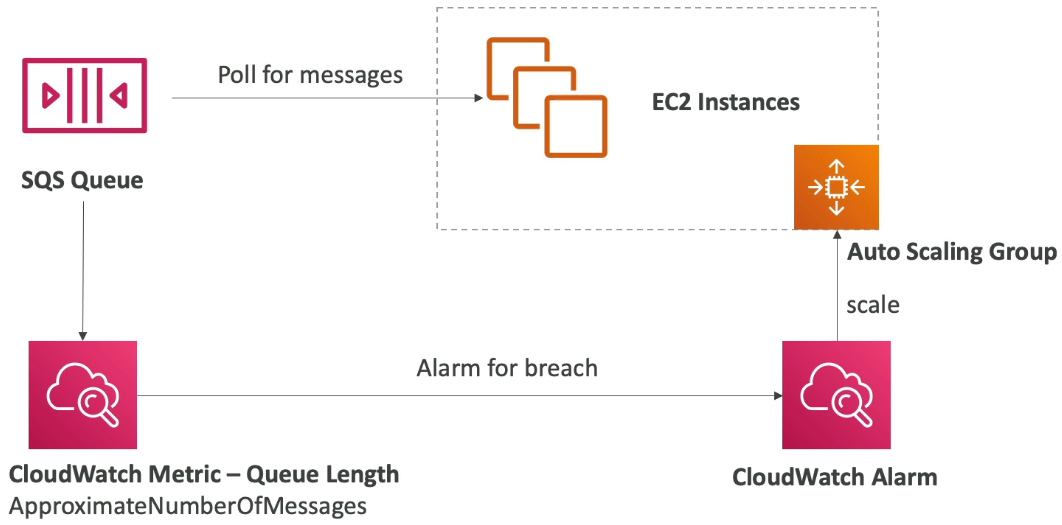 Poll for messages
EC2 Instances
SQS Queue
Auto Scaling Group
scale
Alarm for breach
CloudWatch Metric – Queue Length
ApproximateNumberOfMessages
CloudWatch Alarm